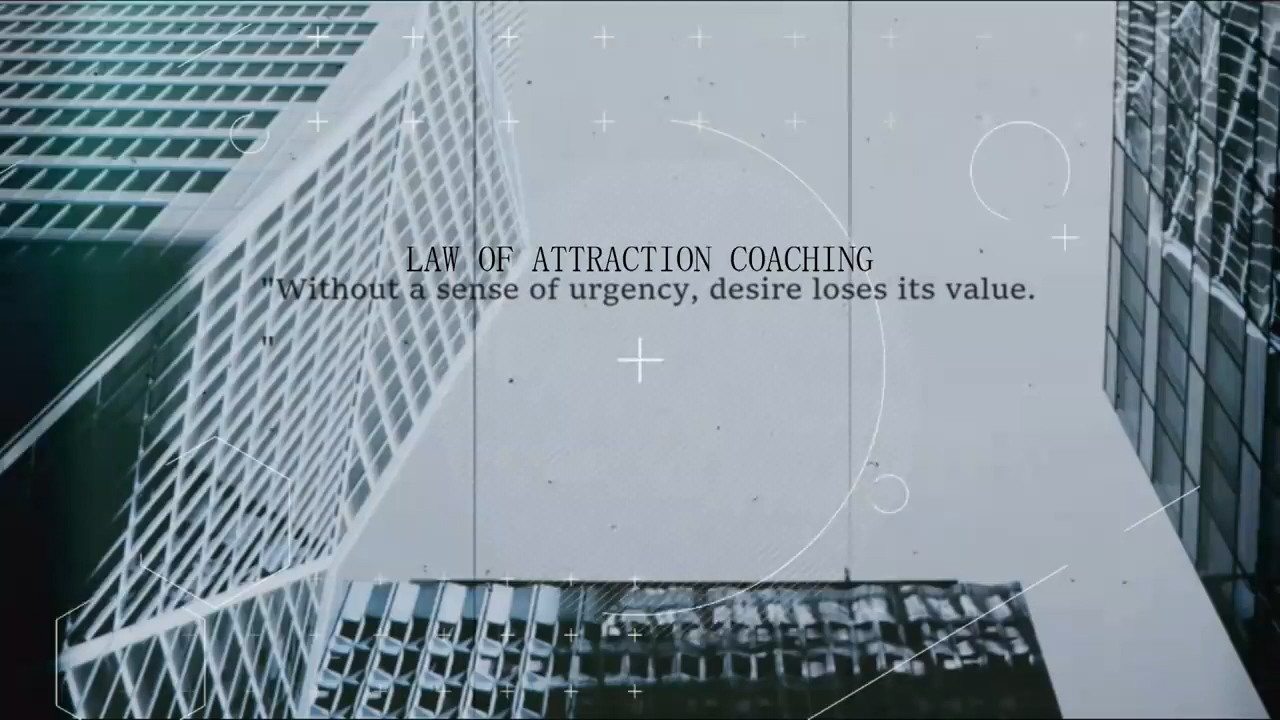 LAW OF ATTRACTION COACHING
"Without a sense of urgency, desire loses its value.
"